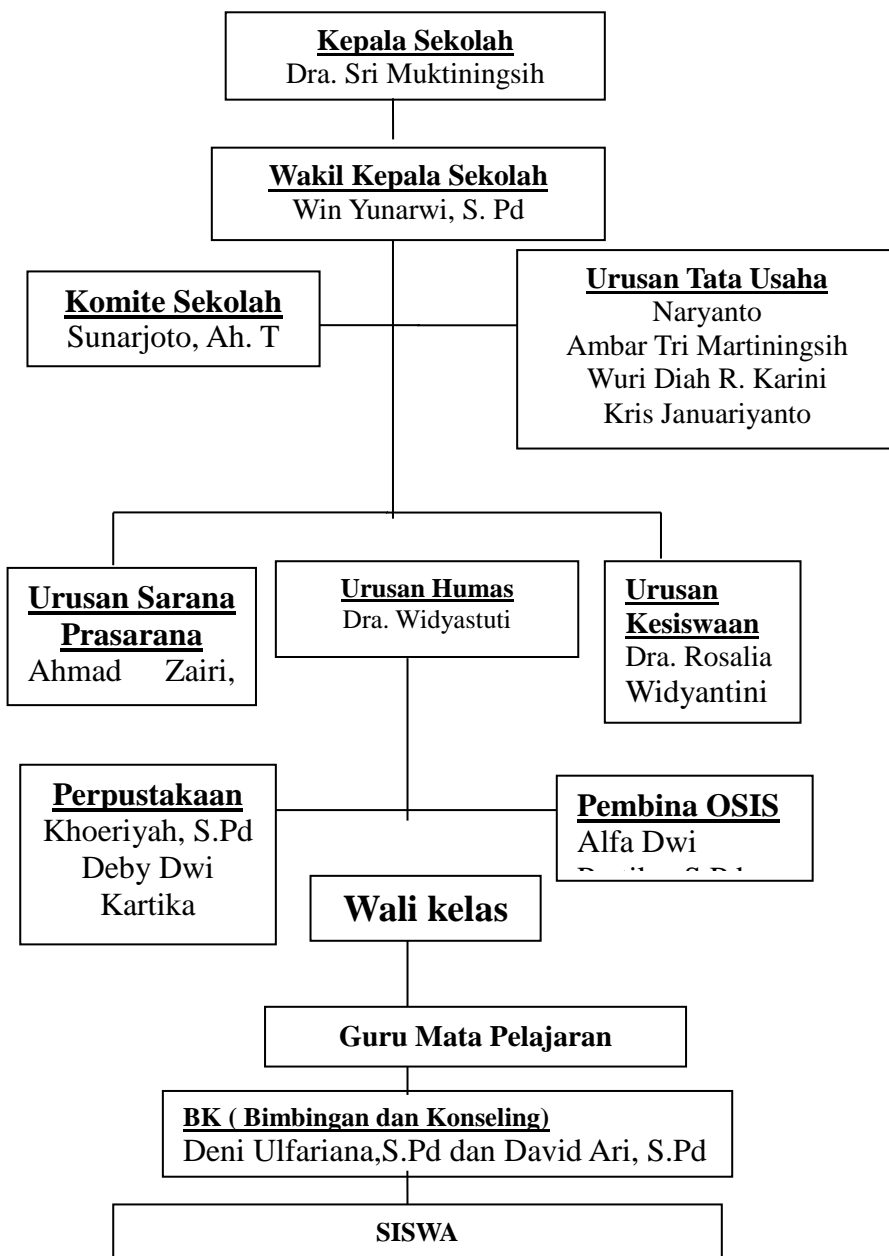 Kepala Sekolah
Dra. Sri Muktiningsih
Wakil Kepala Sekolah
Win Yunarwi, S. Pd
Komite Sekolah
Sunarjoto, Ah. T
Urusan Tata Usaha
Naryanto
Ambar Tri Martiningsih
Wuri Diah R. Karini
Kris Januariyanto
Urusan Sarana
Prasarana
Ahmad Zairi,
Urusan Humas
Dra. Widyastuti
Urusan
Kesiswaan
Dra. Rosalia
Widyantini
Perpustakaan
Khoeriyah, S.Pd
Deby Dwi
Kartika
Pembina OSIS
Alfa Dwi
Wali kelas
Guru Mata Pelajaran
BK ( Bimbingan dan Konseling)
Deni Ulfariana,S.Pd dan David Ari, S.Pd
SISWA